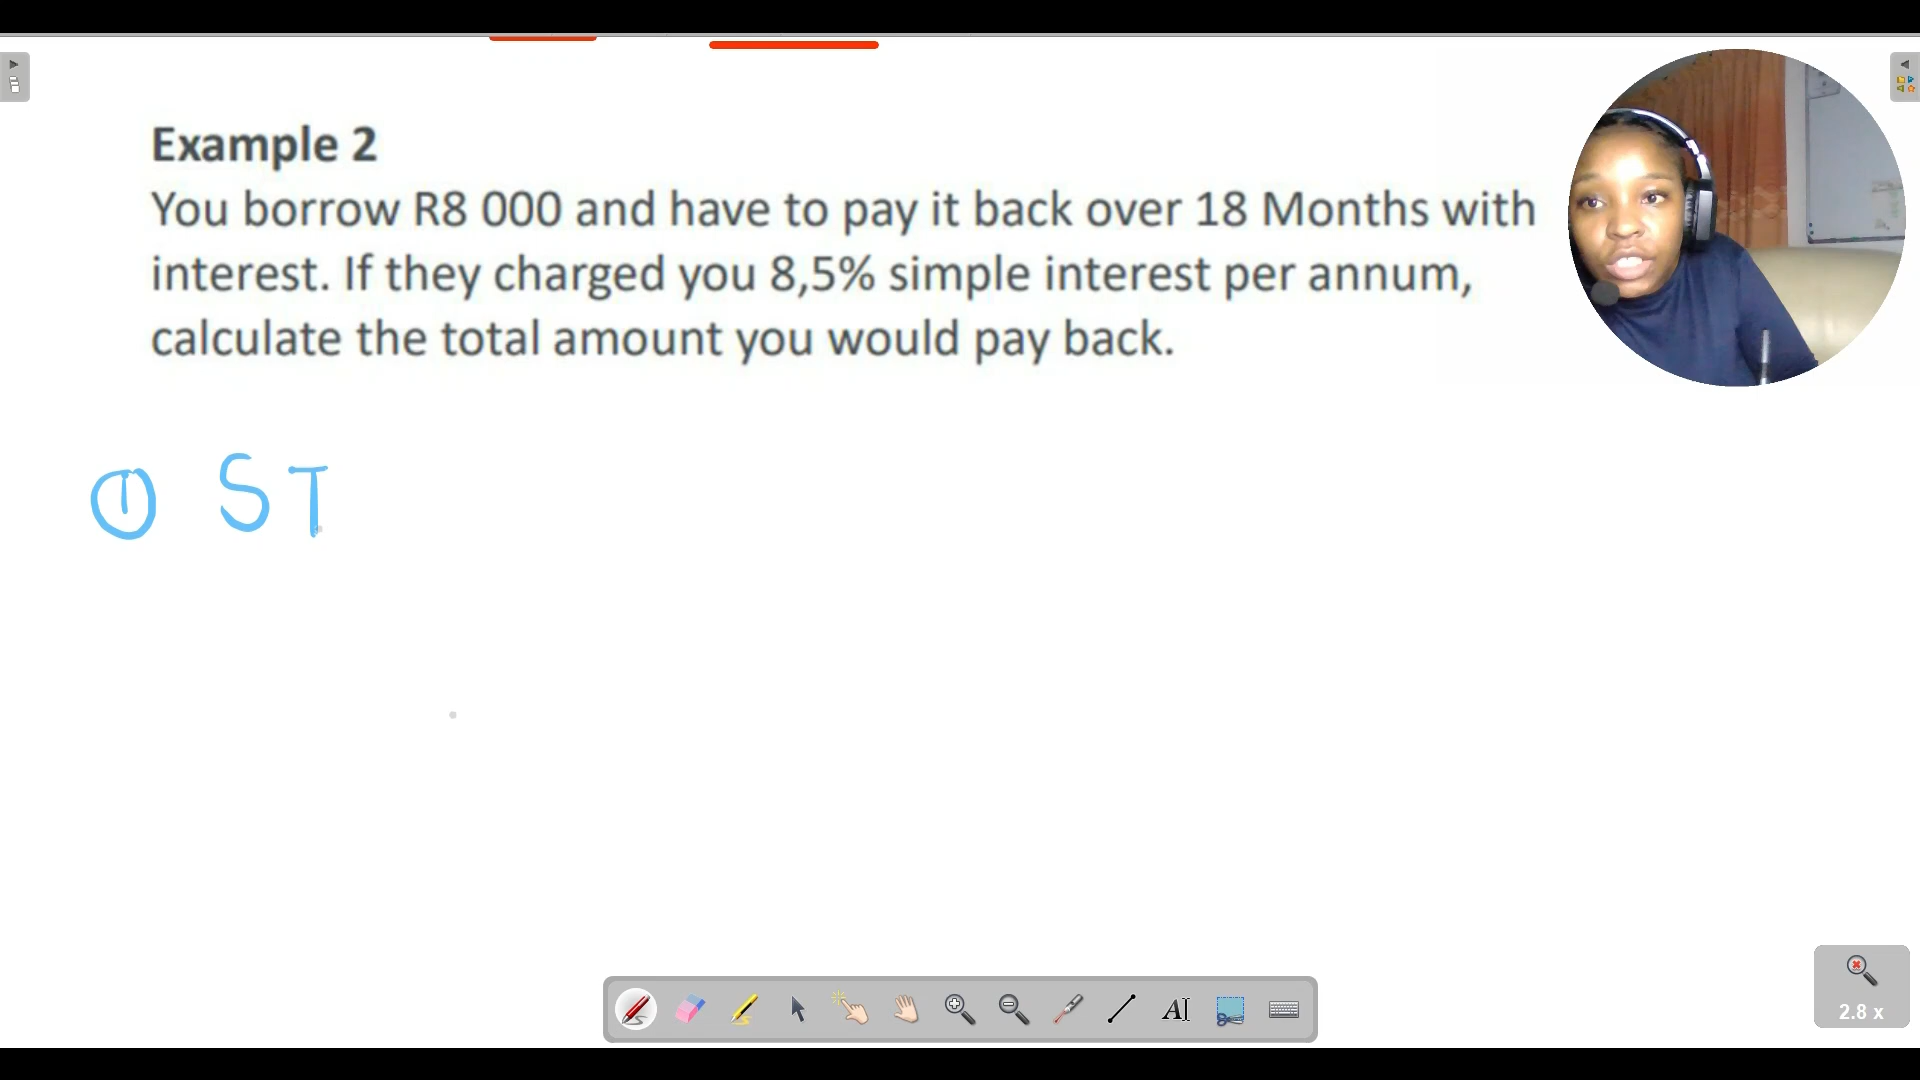 Example 2
You borrow R8 000 and have to pay it back over 18 Months with
interest. If they charged you 8,5% simple interest per annum,
calculate the total amount you would pay back.
① ST
2.8 x